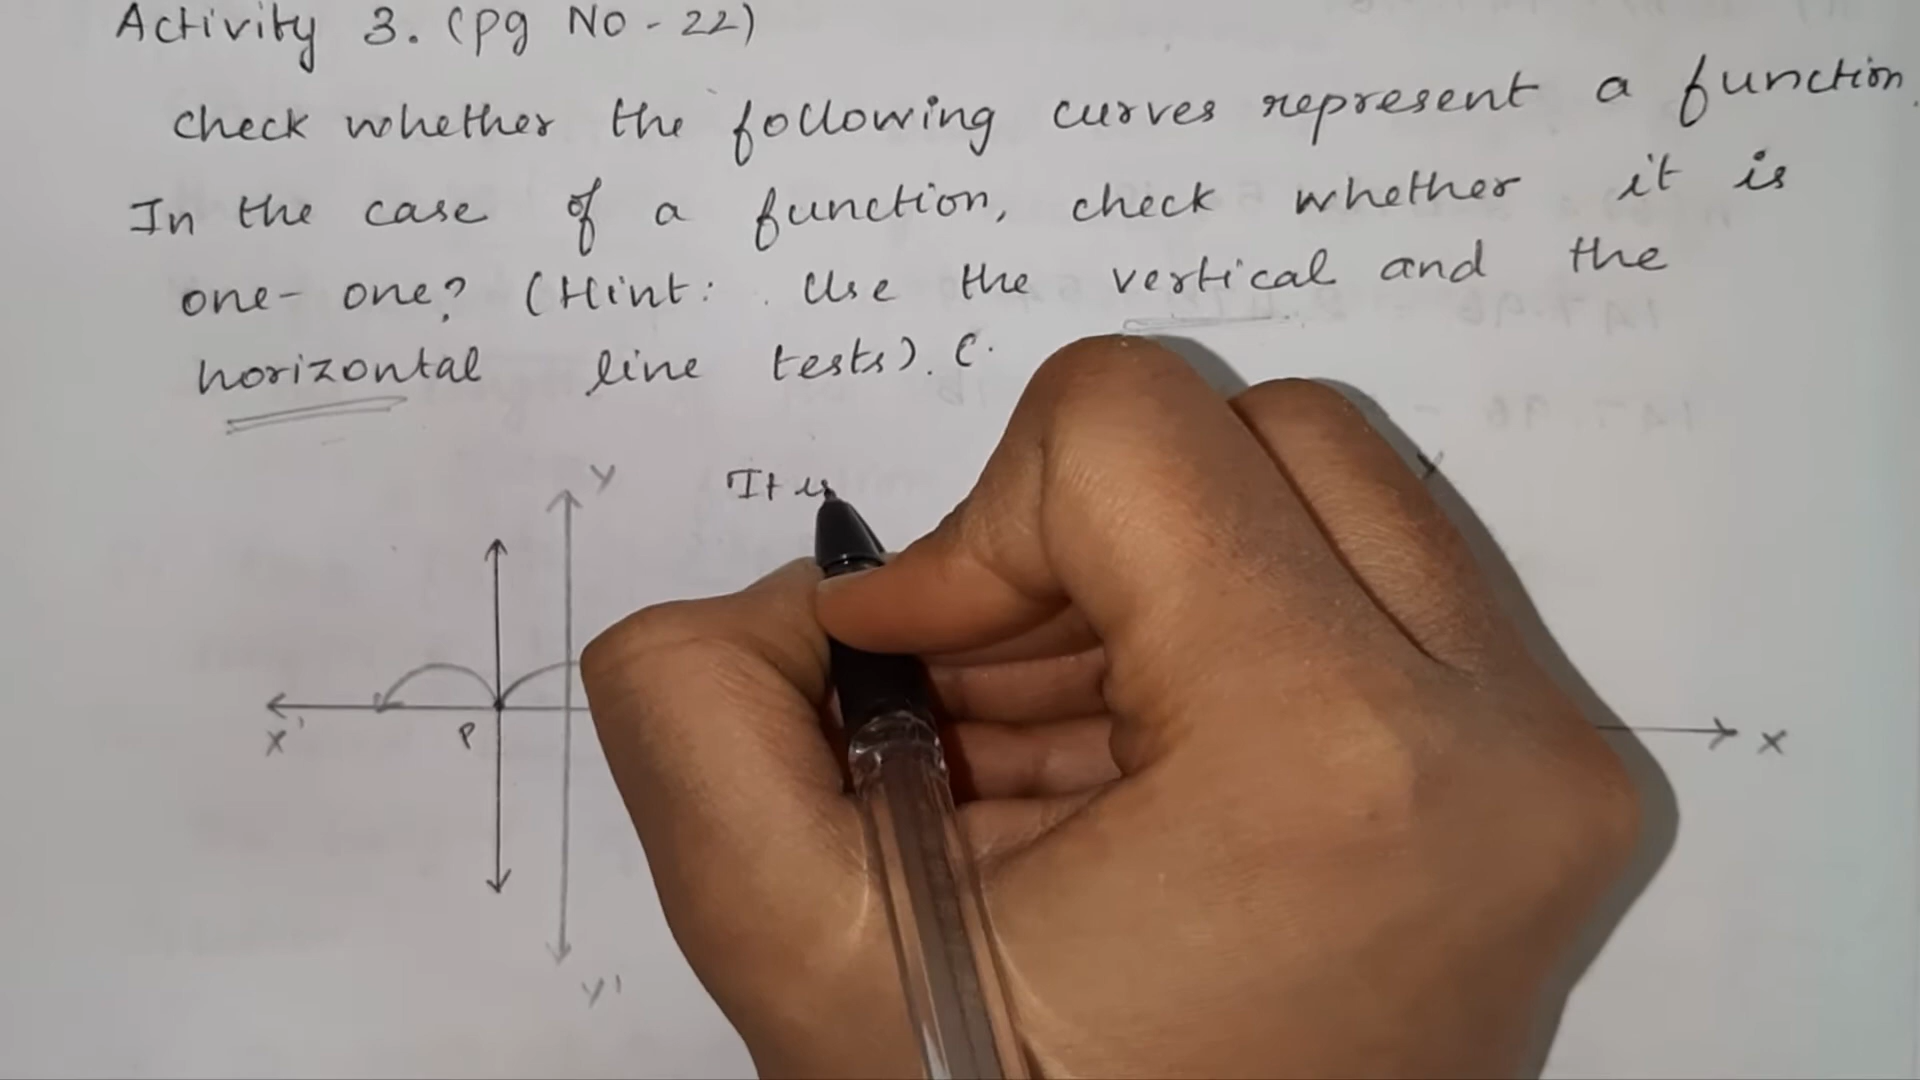 Activity 3. (pg No - 22)
check whether the following curves represent a function.
In the case of a function, check whether it is
one-one? (Hint: Use the vertical and the
horizontal line tests). (.
It is
Y
Y
P
X'
X
Y'